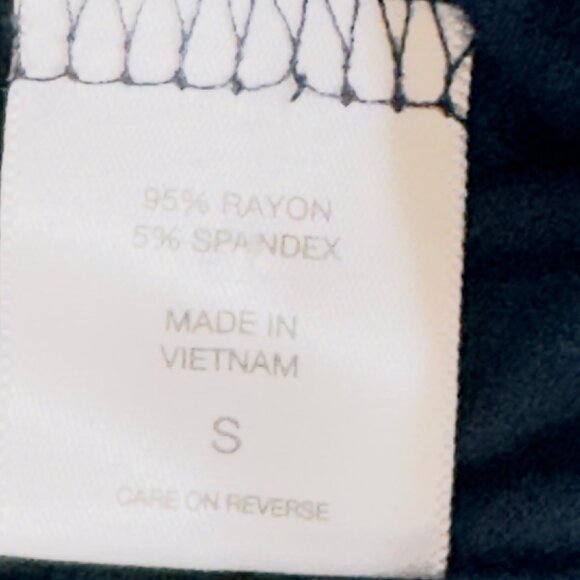 95% RAYON
5% SPANDEX
MADE IN
VIETNAM
S
CARE ON REVERSE